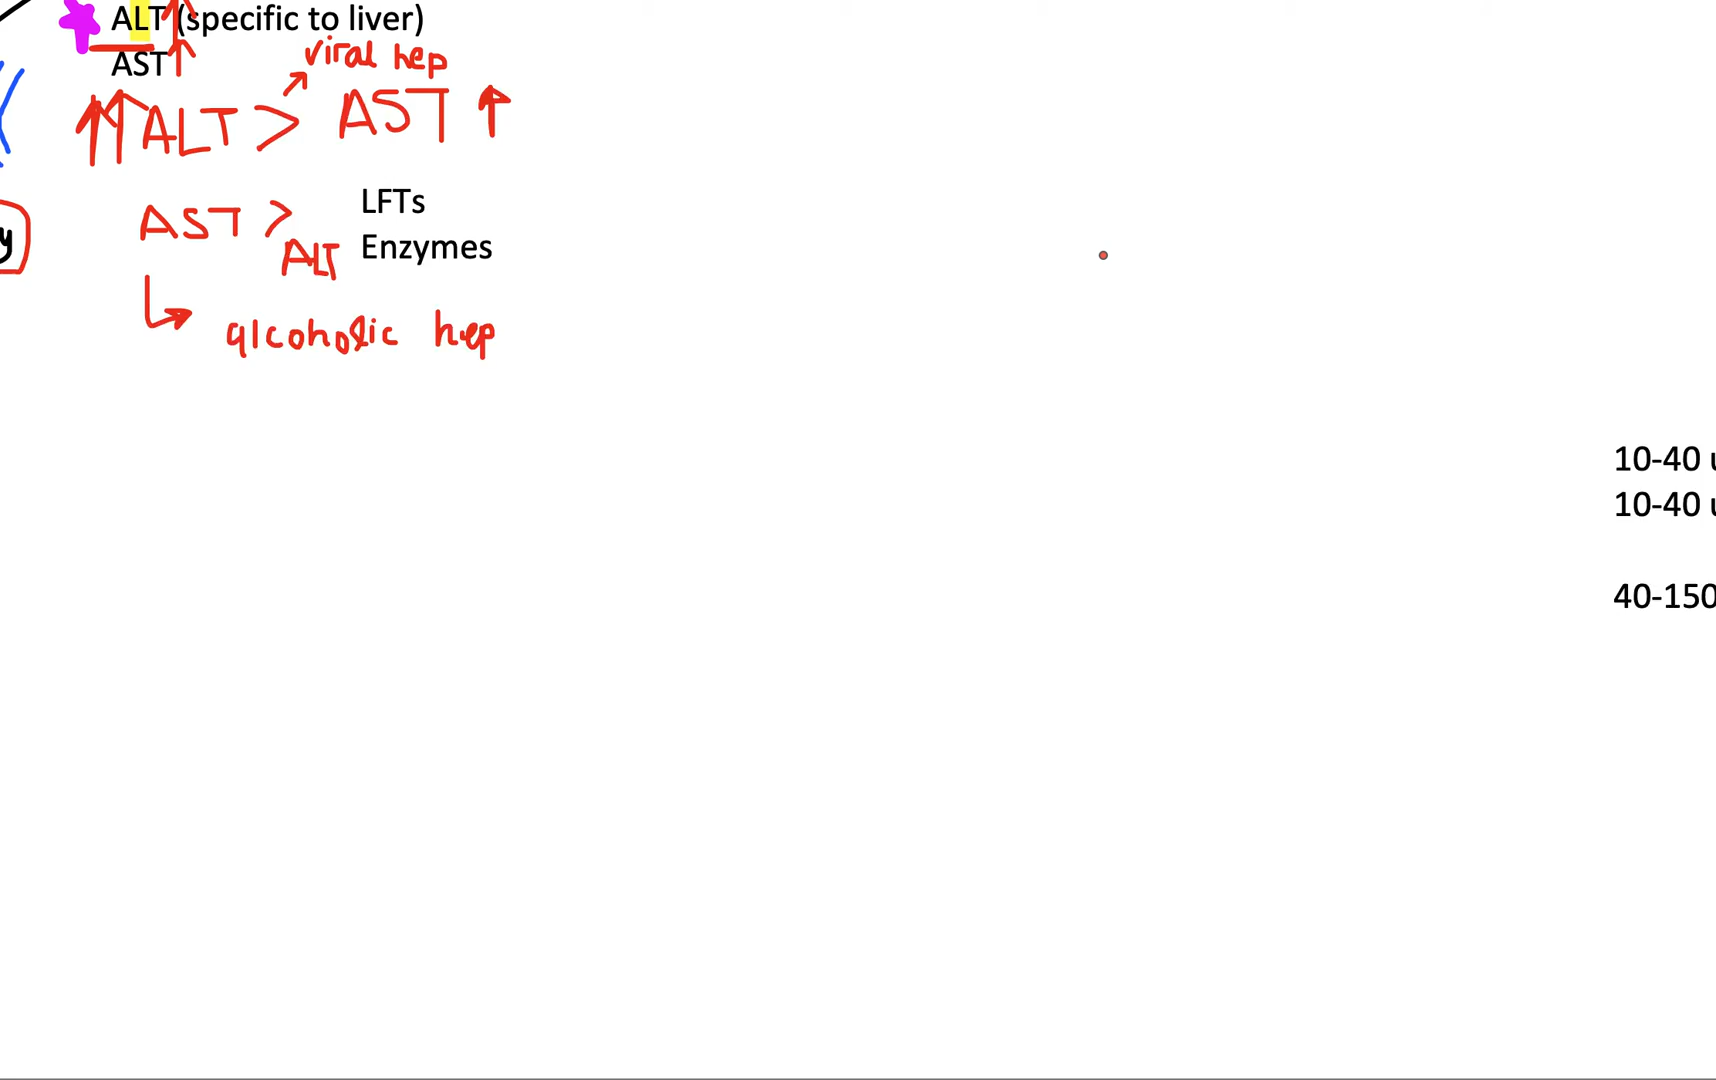 ALT (specific to liver)
AST
viral hep
ALT > AST
LFTs
AST >
ALT
Enzymes
y
alcoholic hep
10-40 u
10-40 u
40-150